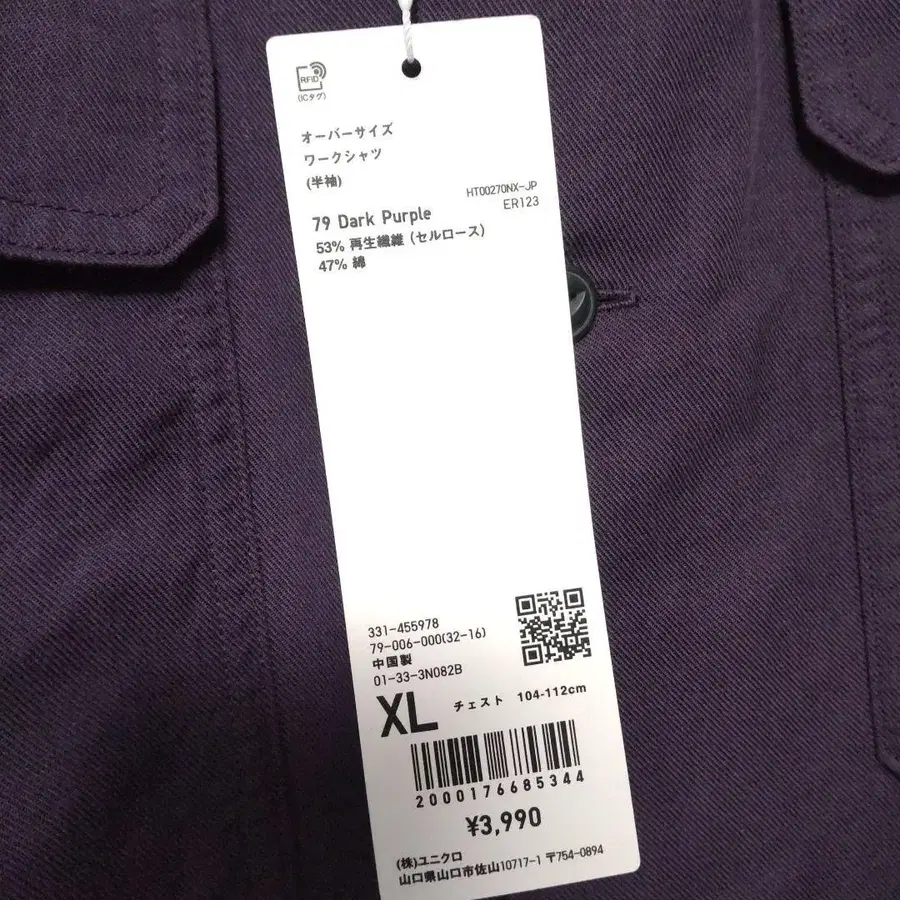 RFID
(ICタグ)
オーバーサイズ
ワークシャツ
(半袖)
HT00270NX-JP
79 Dark Purple
ER123
53% 再生繊維 (セルロース)
47% 綿
331-455978
79-006-000(32-16)
中国製
01-33-3N082B
XL チェスト 104-112cm
2000176685344
¥3,990
(株)ユニクロ
山口県山口市佐山10717-1 〒754-0894